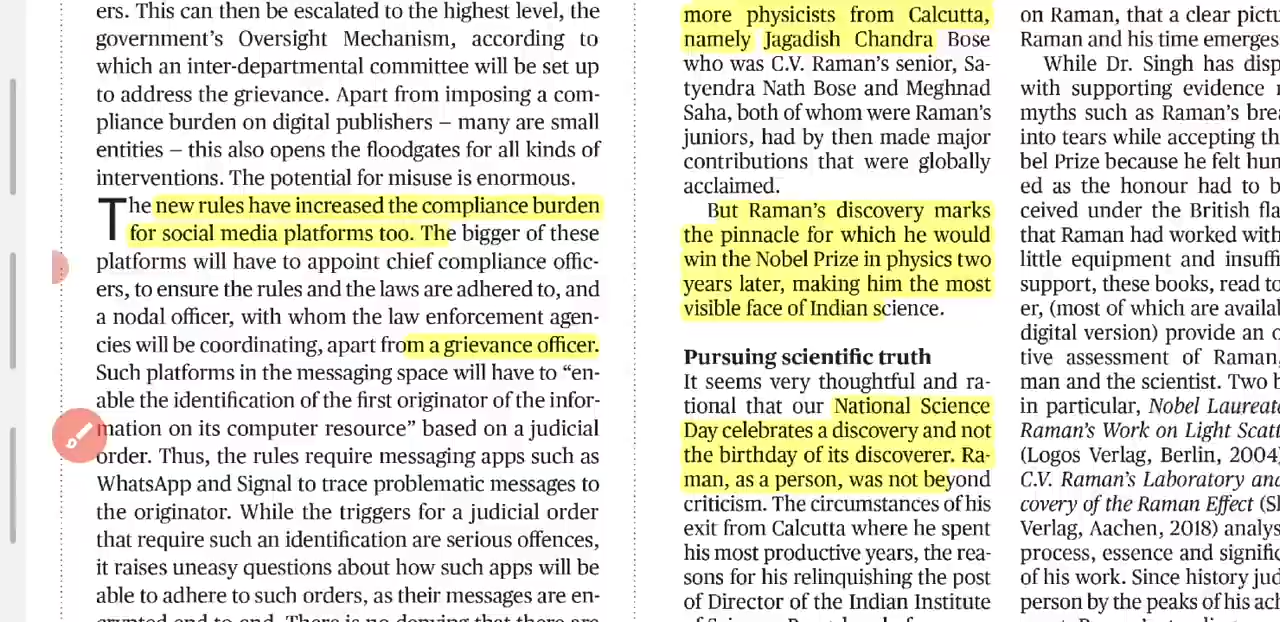 ers. This can then be escalated to the highest level, the
government's Oversight Mechanism, according to
which an inter-departmental committee will be set up
to address the grievance. Apart from imposing a com-
pliance burden on digital publishers – many are small
entities – this also opens the floodgates for all kinds of
interventions. The potential for misuse is enormous.
The new rules have increased the compliance burden
for social media platforms too. The bigger of these
platforms will have to appoint chief compliance offic-
ers, to ensure the rules and the laws are adhered to, and
a nodal officer, with whom the law enforcement agen-
cies will be coordinating, apart from a grievance officer.
Such platforms in the messaging space will have to “en-
able the identification of the first originator of the infor-
mation on its computer resource” based on a judicial
order. Thus, the rules require messaging apps such as
WhatsApp and Signal to trace problematic messages to
the originator. While the triggers for a judicial order
that require such an identification are serious offences,
it raises uneasy questions about how such apps will be
able to adhere to such orders, as their messages are en-
crypted end to end. There is no denying that there are
more physicists from Calcutta,
namely Jagadish Chandra Bose
who was C.V. Raman's senior, Sa-
tyendra Nath Bose and Meghnad
Saha, both of whom were Raman's
juniors, had by then made major
contributions that were globally
acclaimed.
But Raman's discovery marks
the pinnacle for which he would
win the Nobel Prize in physics two
years later, making him the most
visible face of Indian science.
Pursuing scientific truth
It seems very thoughtful and ra-
tional that our National Science
Day celebrates a discovery and not
the birthday of its discoverer. Ra-
man, as a person, was not beyond
criticism. The circumstances of his
exit from Calcutta where he spent
his most productive years, the rea-
sons for his relinquishing the post
of Director of the Indian Institute
on Raman, that a clear pict
Raman and his time emerges
While Dr. Singh has disp
with supporting evidence
myths such as Raman's brea
into tears while accepting th
bel Prize because he felt hum
ed as the honour had to b
ceived under the British fla
that Raman had worked with
little equipment and insuffi
support, these books, read to
er, (most of which are availa
digital version) provide an o
tive assessment of Raman,
man and the scientist. Two b
in particular, Nobel Laureat
Raman's Work on Light Scatt
(Logos Verlag, Berlin, 2004)
C.V. Raman's Laboratory and
covery of the Raman Effect (Sh
Verlag, Aachen, 2018) analys
process, essence and signific
of his work. Since history jud
person by the peaks of his ach